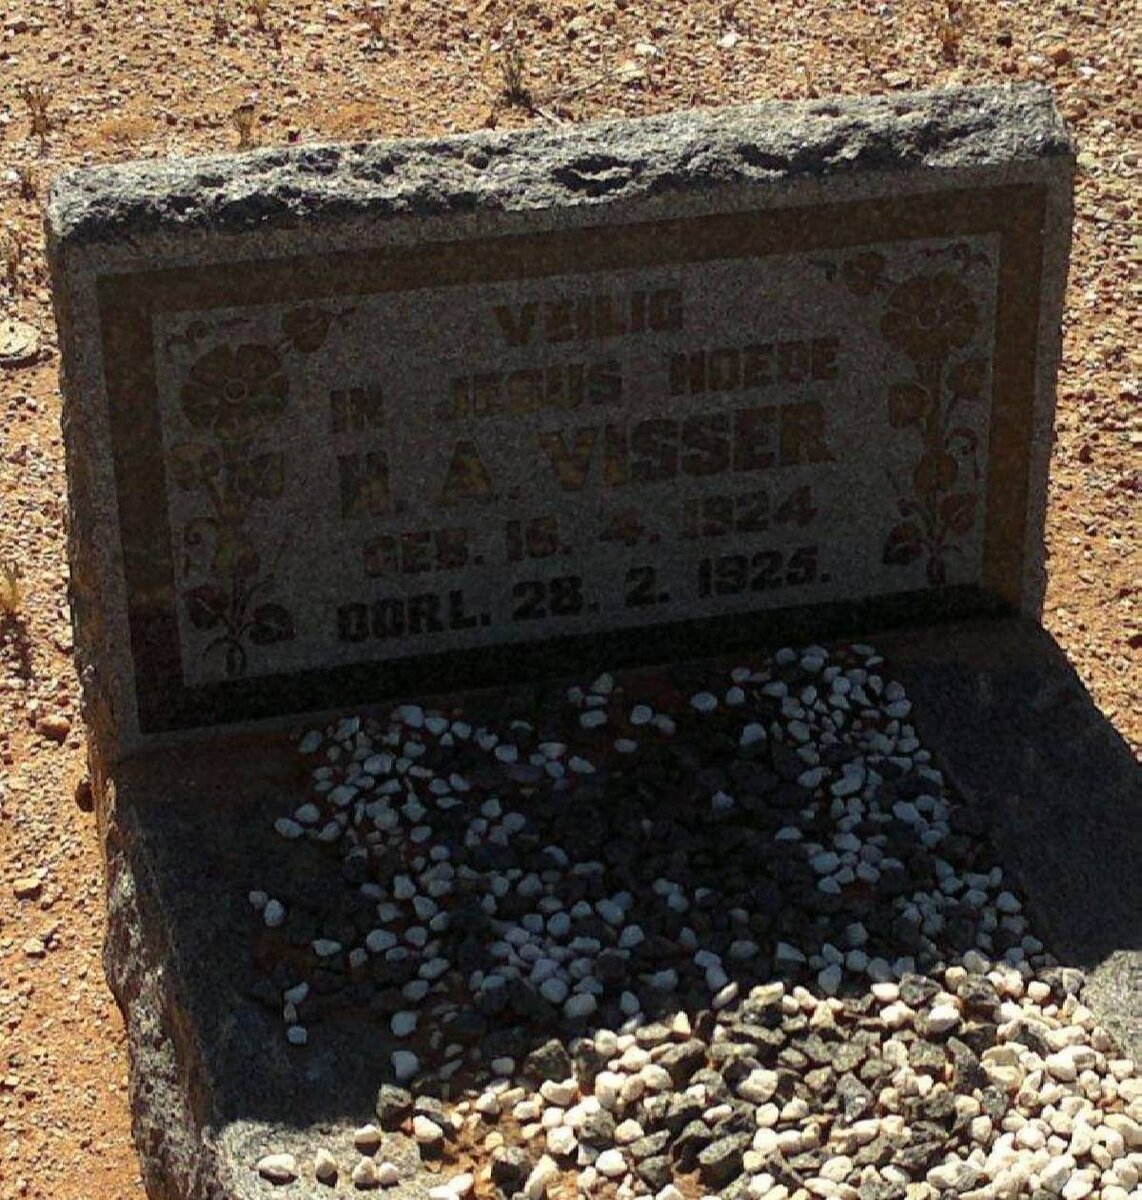 VEILIG
IN JESUS HOEDE
H. A. VISSER
GEB. 16. 4. 1924
OORL. 28. 2. 1925.